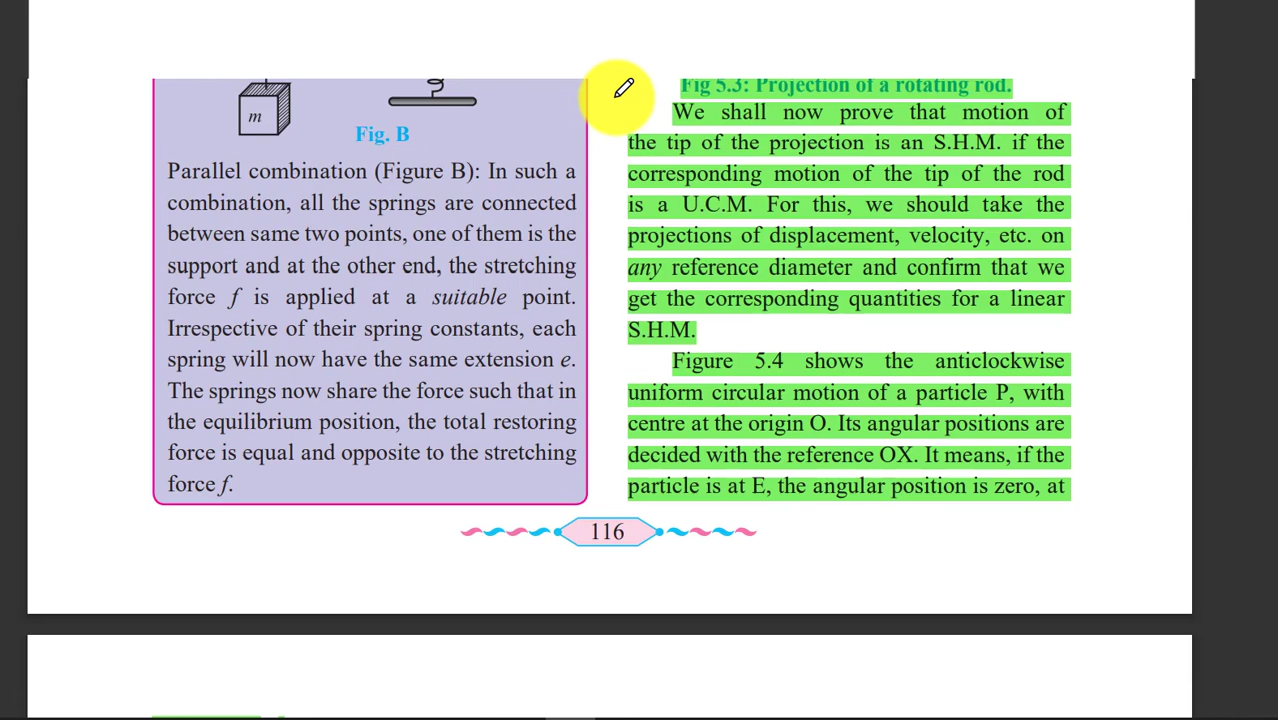 m
Fig. B
Parallel combination (Figure B): In such a
combination, all the springs are connected
between same two points, one of them is the
support and at the other end, the stretching
force f is applied at a suitable point.
Irrespective of their spring constants, each
spring will now have the same extension e.
The springs now share the force such that in
the equilibrium position, the total restoring
force is equal and opposite to the stretching
force f.
Fig 5.3: Projection of a rotating rod.
We shall now prove that motion of
the tip of the projection is an S.H.M. if the
corresponding motion of the tip of the rod
is a U.C.M. For this, we should take the
projections of displacement, velocity, etc. on
any reference diameter and confirm that we
get the corresponding quantities for a linear
S.H.M.
Figure 5.4 shows the anticlockwise
uniform circular motion of a particle P, with
centre at the origin O. Its angular positions are
decided with the reference OX. It means, if the
particle is at E, the angular position is zero, at
116